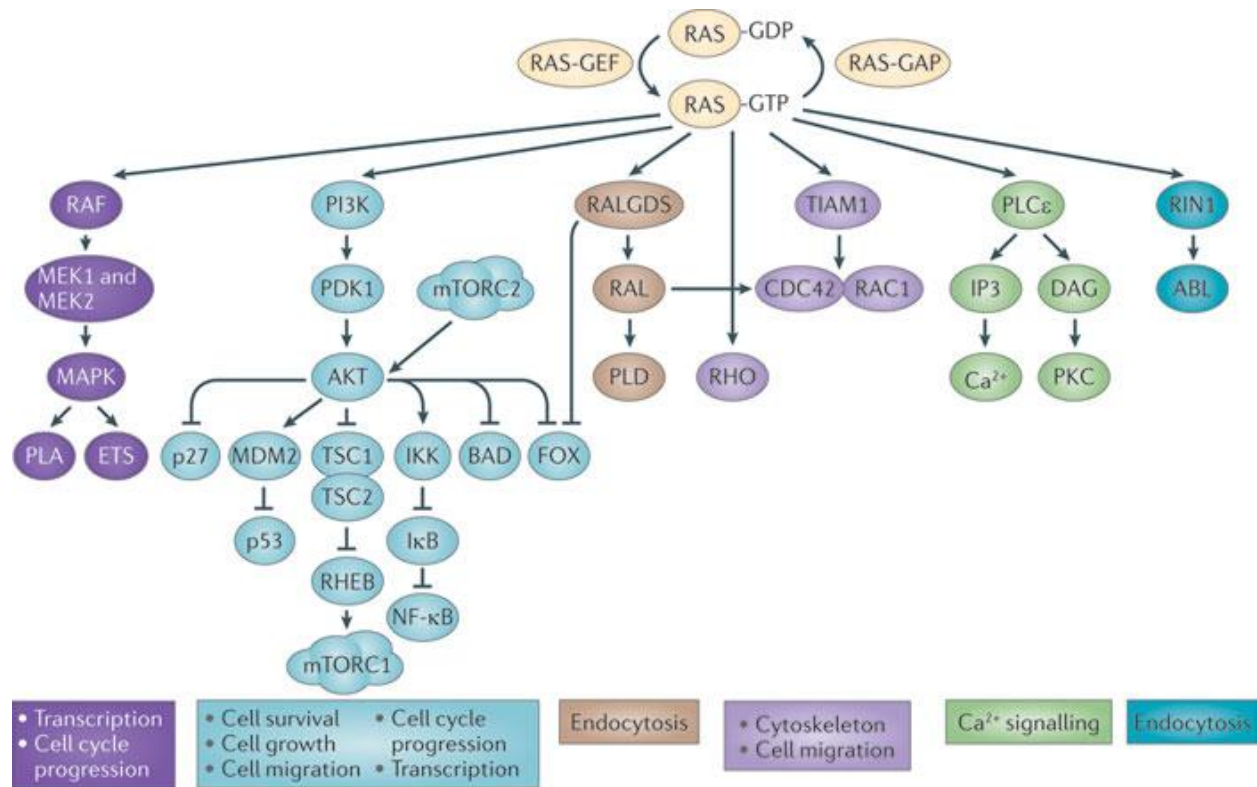 RAS-GDP
RAS-GEF
RAS-GAP
RAS-GTP
RAF
PI3K
RALGDS
TIAM1
PLCε
RIN1
MEK1 and
MEK2
PDK1
mTORC2
RAL
CDC42
RAC1
IP3
DAG
ABL
MAPK
AKT
PLD
RHO
Ca²⁺
PKC
PLA
ETS
p27
MDM2
TSC1
IKK
BAD
FOX
TSC2
p53
IκB
RHEB
NF-κB
mTORC1
• Transcription
• Cell cycle
progression
• Cell survival
• Cell growth
• Cell migration
• Cell cycle
progression
• Transcription
Endocytosis
• Cytoskeleton
• Cell migration
Ca²⁺ signalling
Endocytosis